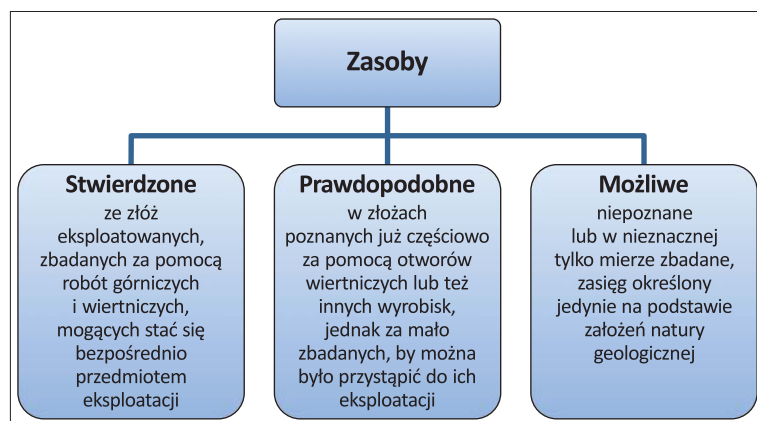 Zasoby
Stwierdzone
ze złóż
eksploatowanych,
zbadanych za pomocą
robót górniczych
i wiertniczych,
mogących stać się
bezpośrednio
przedmiotem
eksploatacji
Prawdopodobne
w złożach
poznanych już częściowo
za pomocą otworów
wiertniczych lub też
innych wyrobisk,
jednak za mało
zbadanych, by można
było przystąpić do ich
eksploatacji
Możliwe
niepoznane
lub w nieznacznej
tylko mierze zbadane,
zasięg określony
jedynie na podstawie
założeń natury
geologicznej